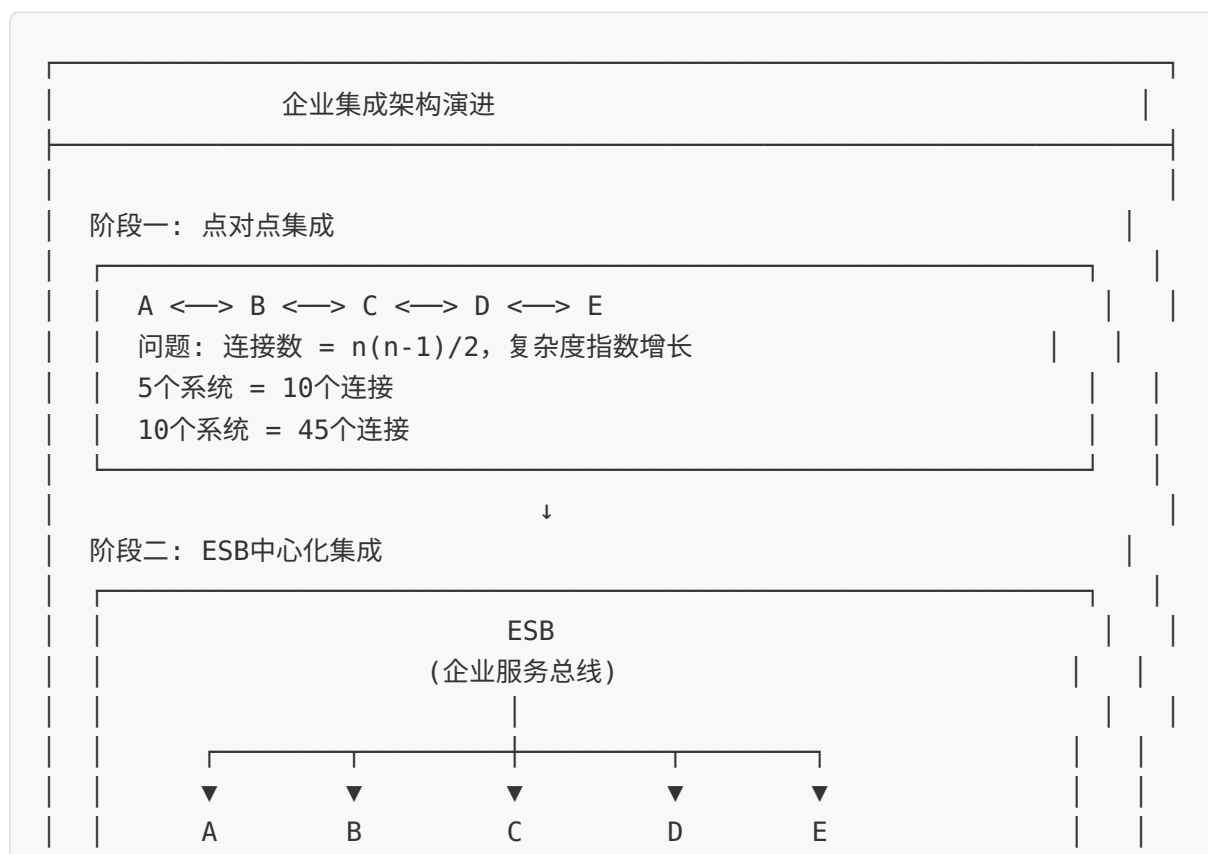 企业集成架构演进
阶段一: 点对点集成
A <──> B <──> C <──> D <──> E
问题: 连接数 = n(n-1)/2, 复杂度指数增长
5个系统 = 10个连接
10个系统 = 45个连接
↓
阶段二: ESB中心化集成
ESB
(企业服务总线)
▼ ▼ ▼ ▼ ▼
A B C D E